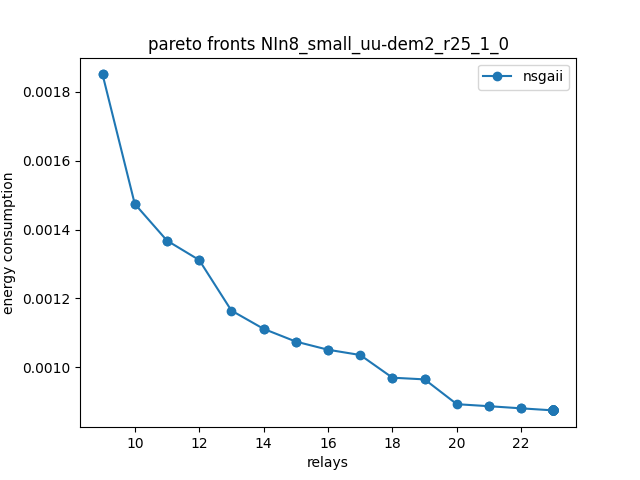 pareto fronts NIn8_small_uu-dem2_r25_1_0
nsgaii
energy consumption
0.0018
0.0016
0.0014
0.0012
0.0010
10 12 14 16 18 20 22
relays